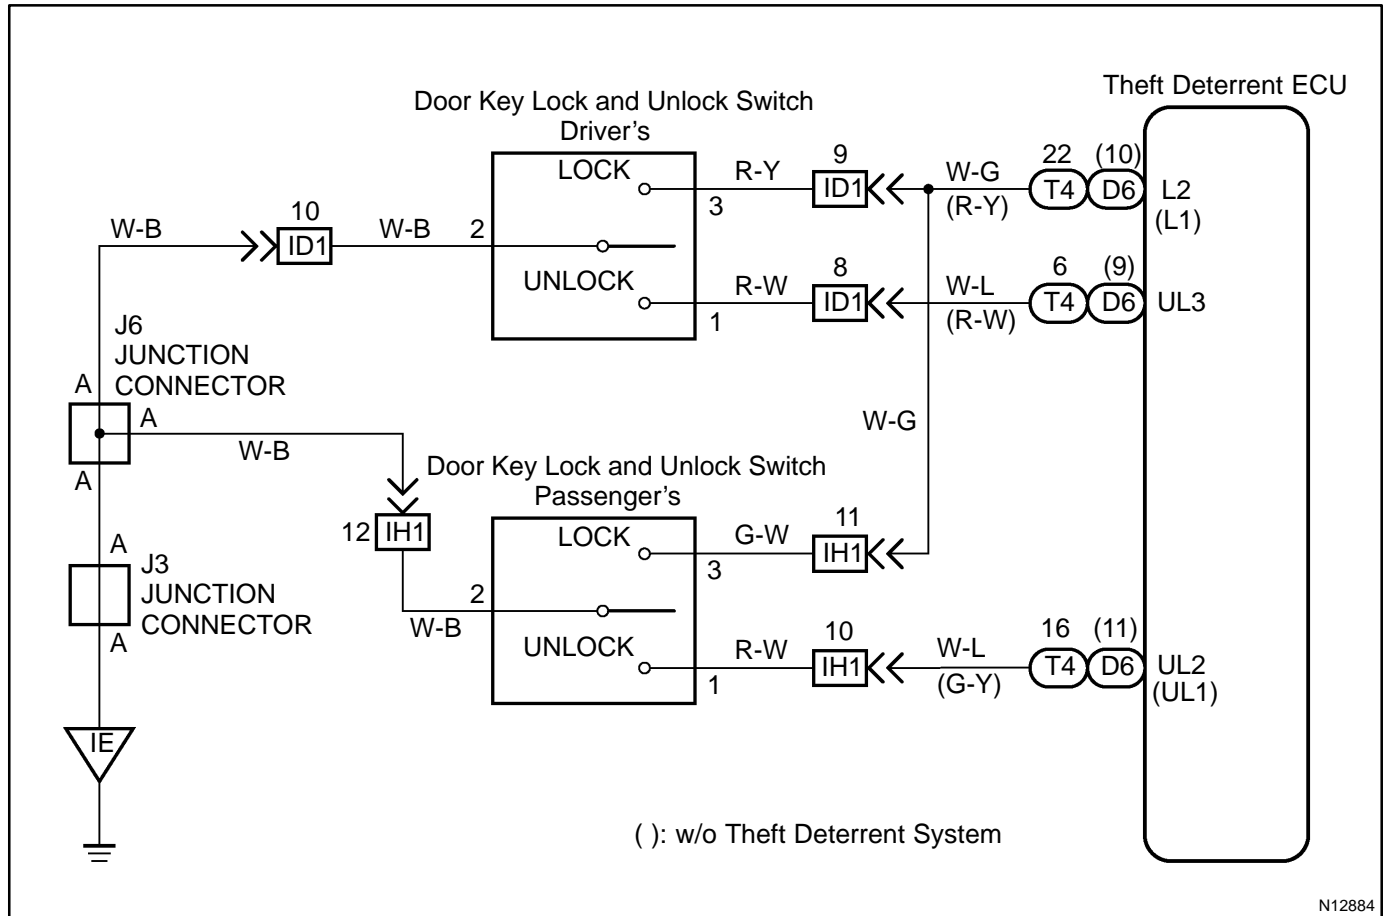 Theft Deterrent ECU
Door Key Lock and Unlock Switch
Driver's
LOCK
R-Y
9
ID1
W-G
(R-Y)
22
(10)
T4
D6
L2
(L1)
3
W-B
10
ID1
W-B
2
UNLOCK
R-W
8
ID1
W-L
(R-W)
6
(9)
T4
D6
UL3
1
J6
JUNCTION
CONNECTOR
A
A
W-B
A
W-G
Door Key Lock and Unlock Switch
Passenger's
12
IH1
LOCK
G-W
11
IH1
3
A
J3
JUNCTION
CONNECTOR
A
2
W-B
UNLOCK
R-W
10
IH1
W-L
(G-Y)
16
(11)
T4
D6
UL2
(UL1)
1
IE
( ): w/o Theft Deterrent System
N12884